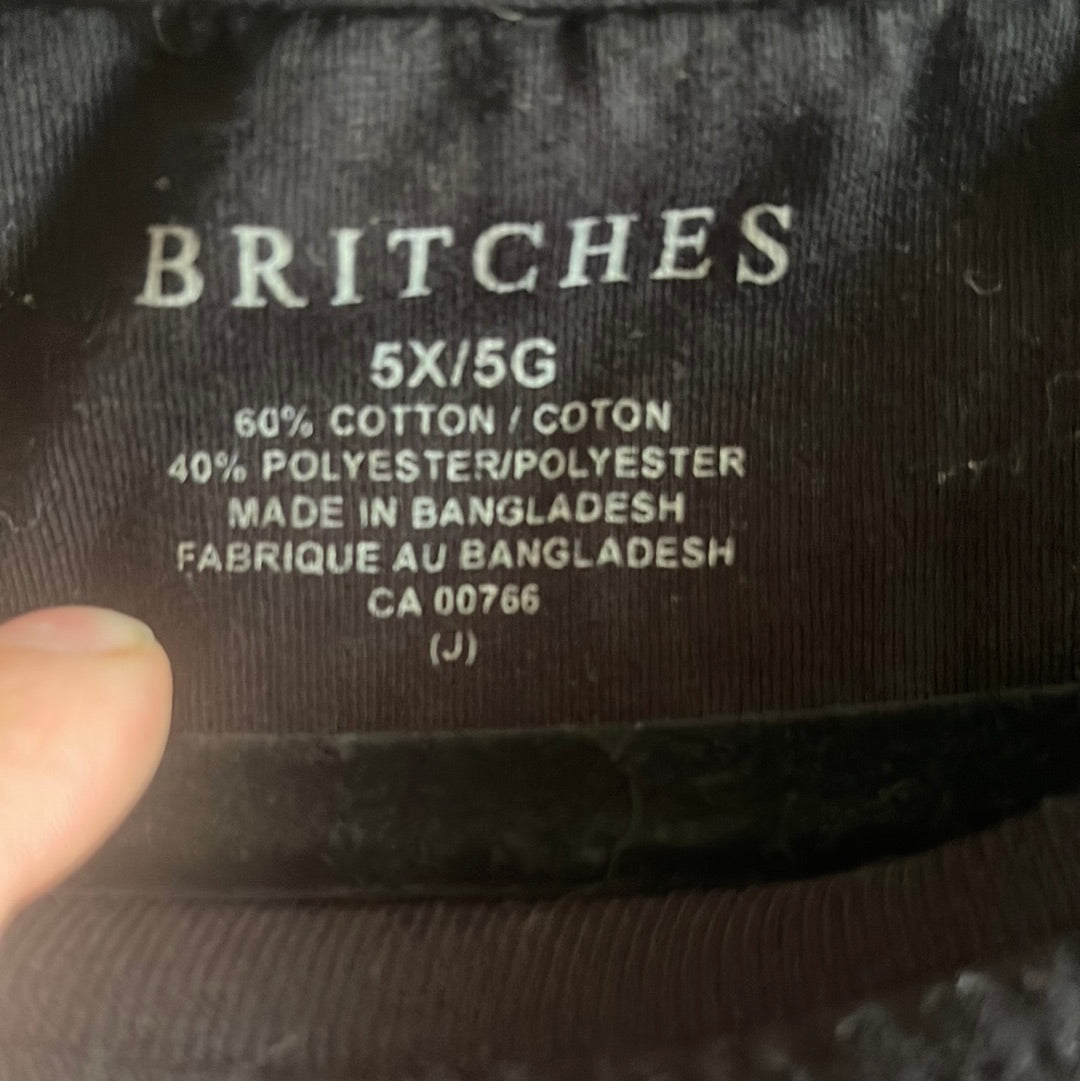 BRITCHES
5X/5G
60% COTTON / COTON
40% POLYESTER/POLYESTER
MADE IN BANGLADESH
FABRIQUE AU BANGLADESH
CA 00766
(J)